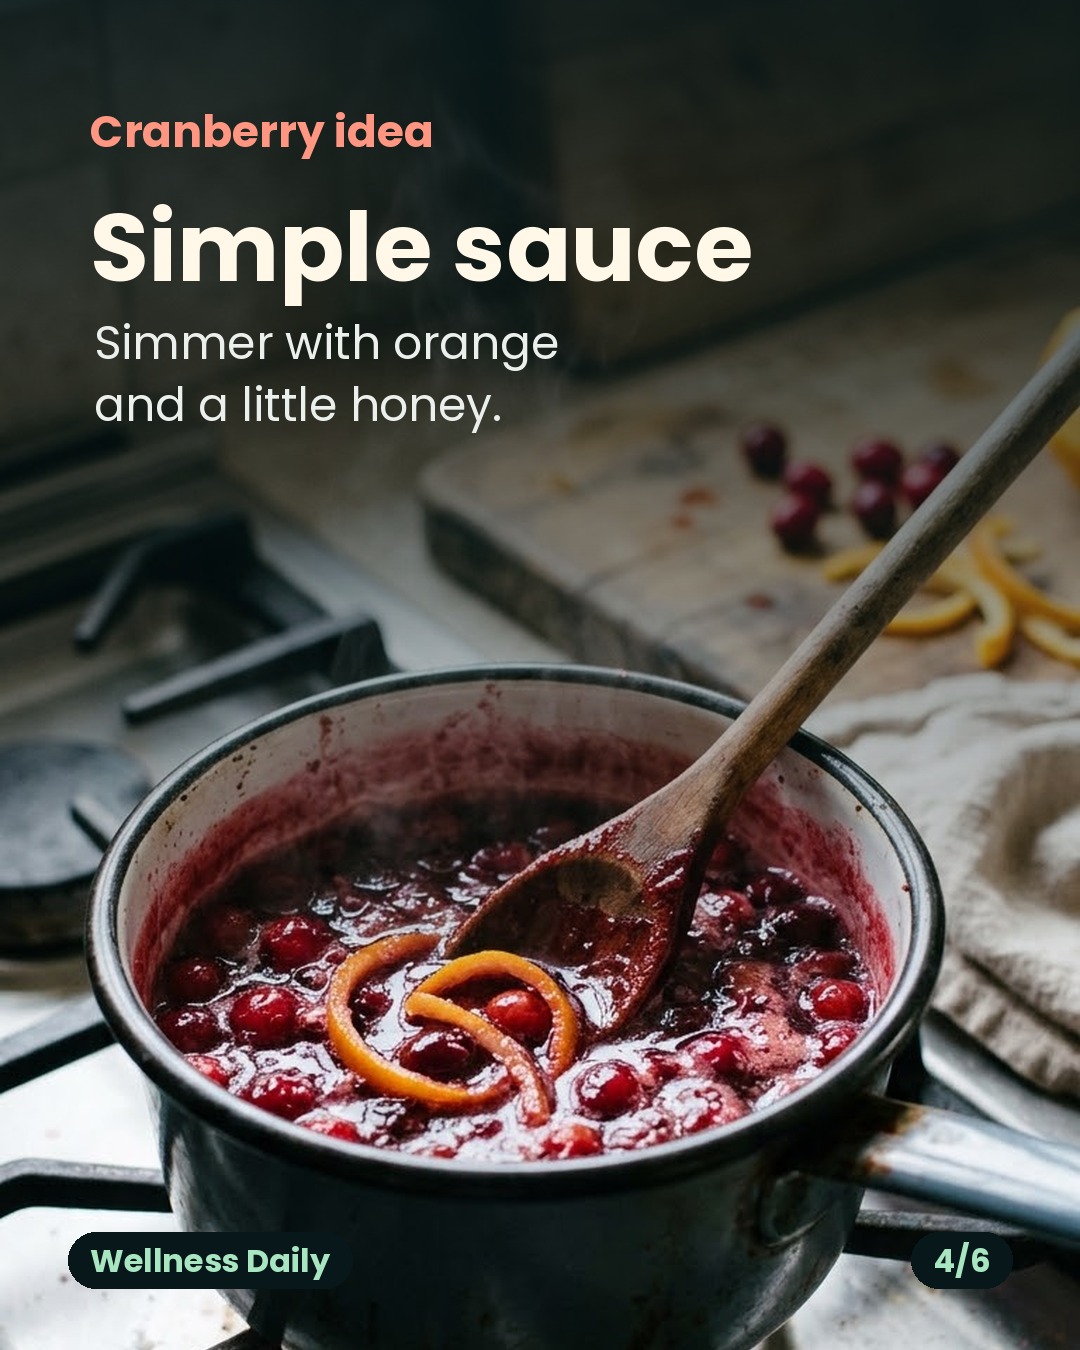 Cranberry idea
Simple sauce
Simmer with orange
and a little honey.
Wellness Daily
4/6